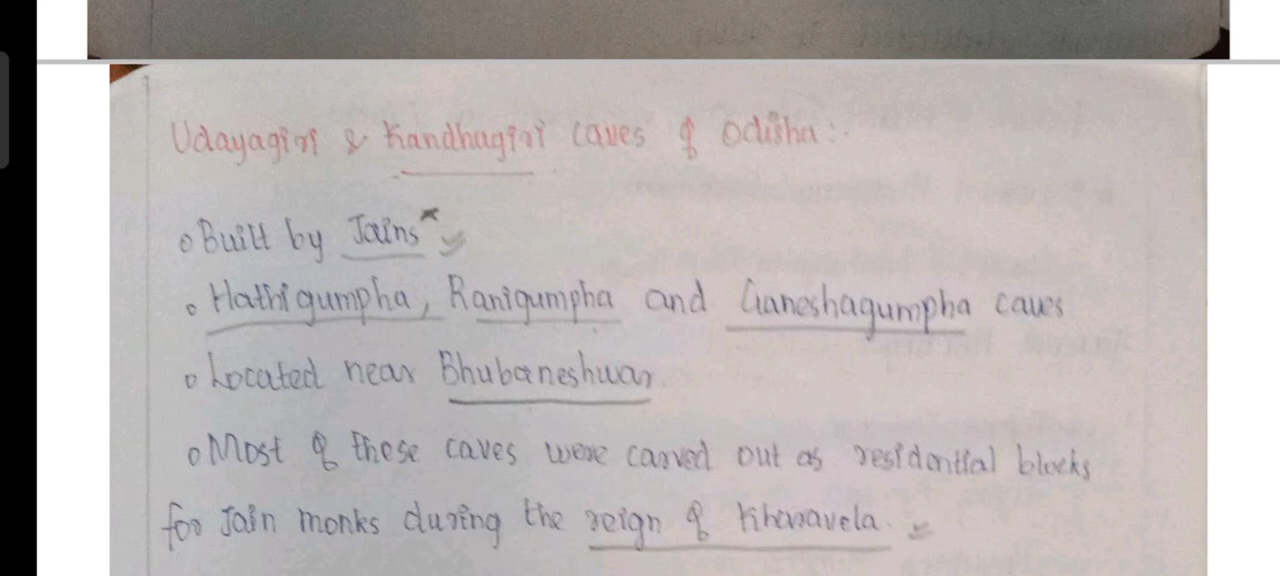 Udayagiri & Kandhagiri caves of Odisha:-
o Built by Jains*
o Hathigumpha, Ranigumpha and Ganeshagumpha caves
o Located near Bhubaneshwar
o Most of these caves were carved out as residential blocks
for Jain monks during the reign of Kharavela.